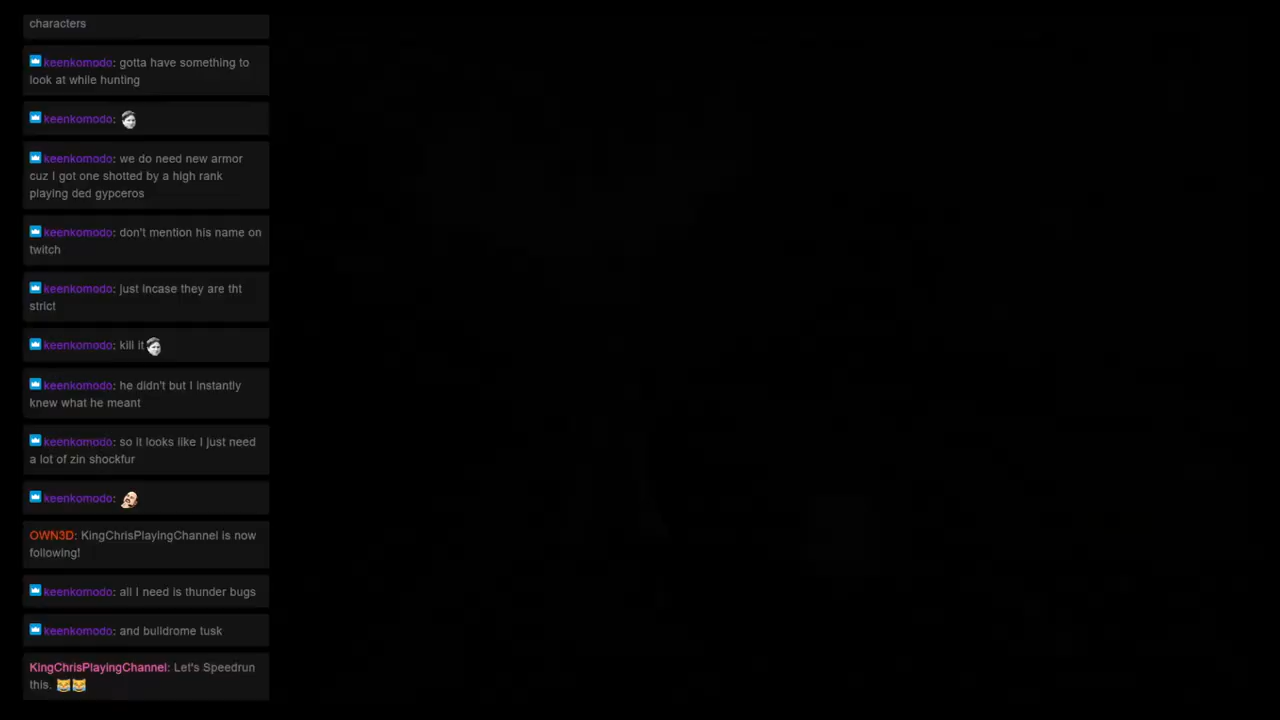 characters
keenkomodo: gotta have something to
look at while hunting
keenkomodo:
keenkomodo: we do need new armor
cuz I got one shotted by a high rank
playing ded gypceros
keenkomodo: don't mention his name on
twitch
keenkomodo: just incase they are tht
strict
keenkomodo: kill it
keenkomodo: he didn't but I instantly
knew what he meant
keenkomodo: so it looks like I just need
a lot of zin shockfur
keenkomodo:
OWN3D: KingChrisPlayingChannel is now
following!
keenkomodo: all I need is thunder bugs
keenkomodo: and bulldrome tusk
KingChrisPlayingChannel: Let's Speedrun
this. 😹😹